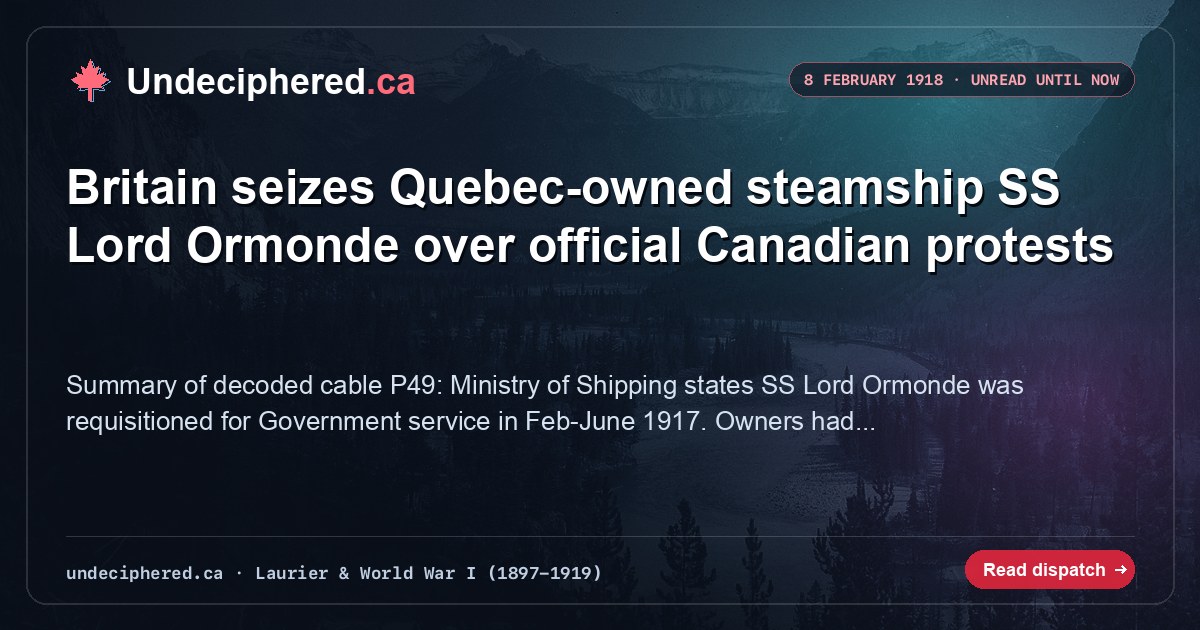 Undeciphered.ca
8 FEBRUARY 1918 · UNREAD UNTIL NOW
Britain seizes Quebec-owned steamship SS
Lord Ormonde over official Canadian protests
Summary of decoded cable P49: Ministry of Shipping states SS Lord Ormonde was
requisitioned for Government service in Feb-June 1917. Owners had...
undeciphered.ca · Laurier & World War I (1897–1919)
Read dispatch →